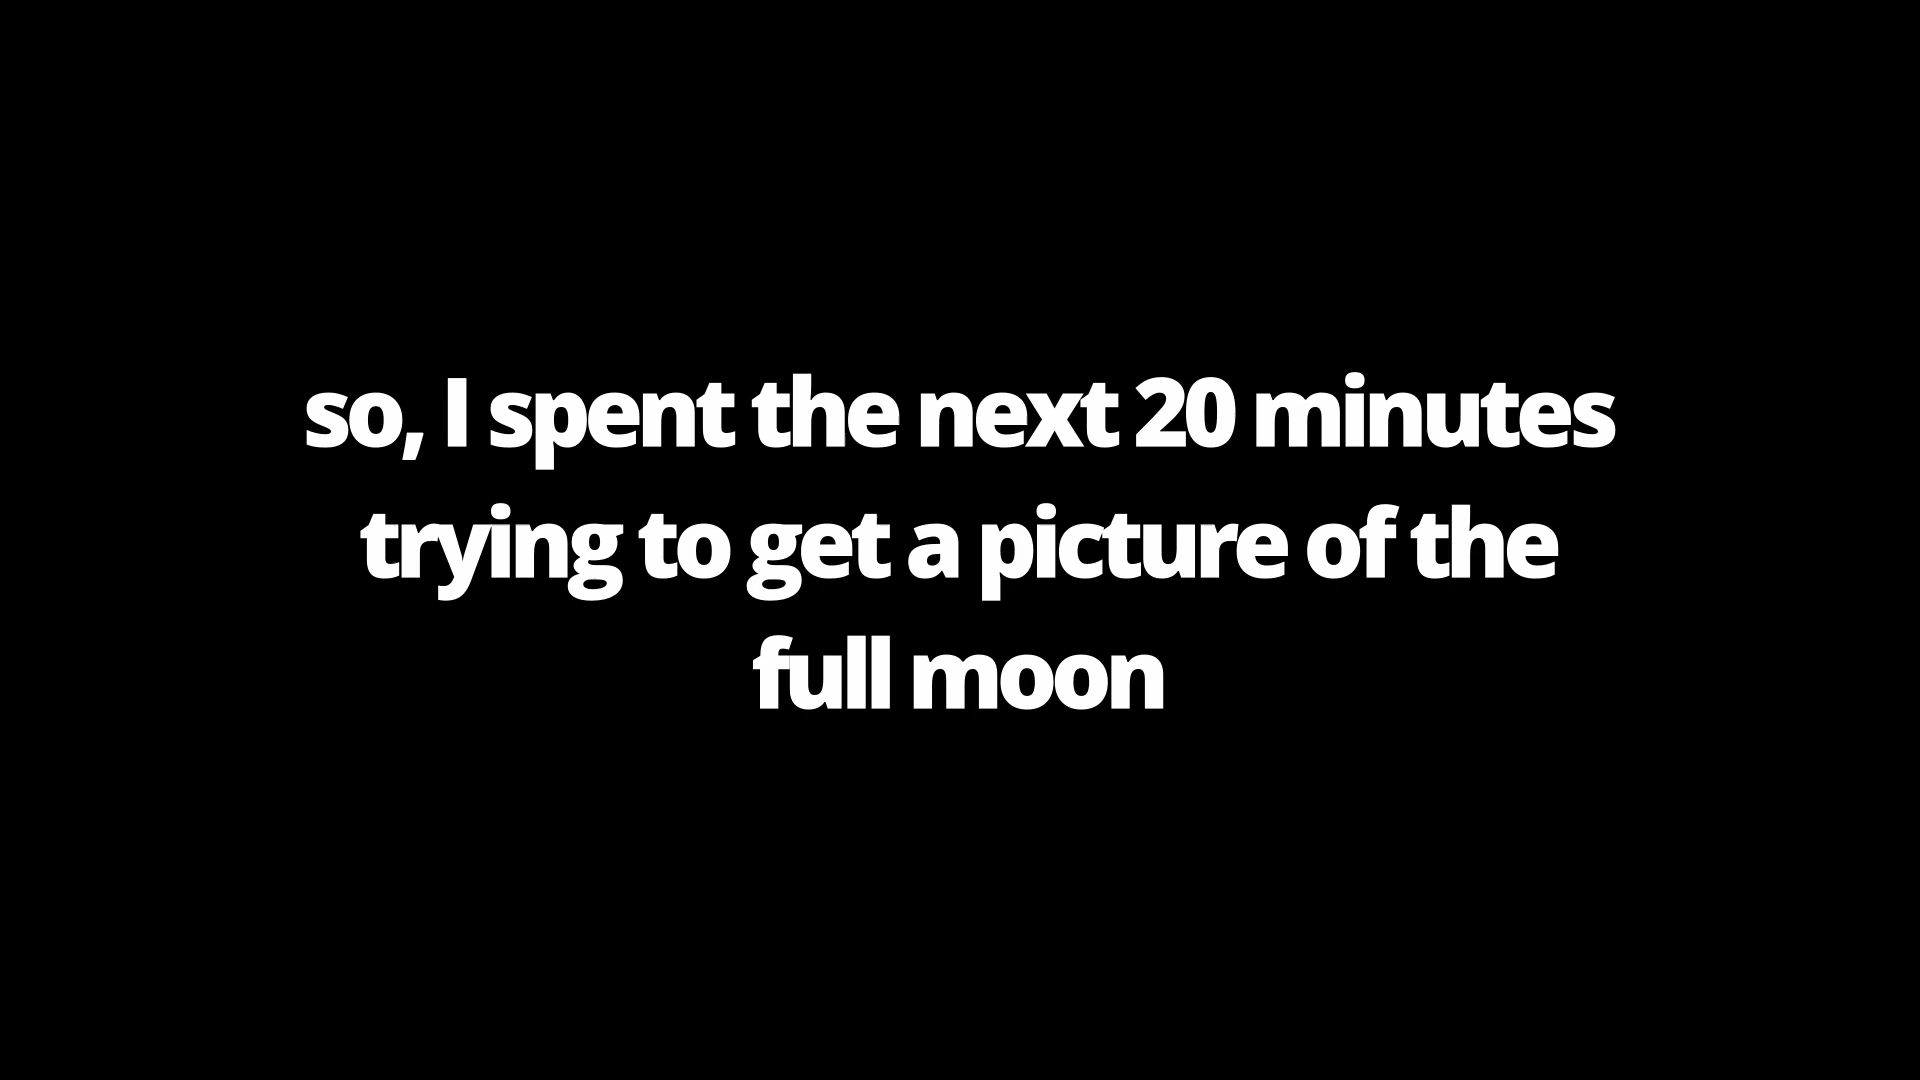 so, I spent the next 20 minutes
trying to get a picture of the
full moon